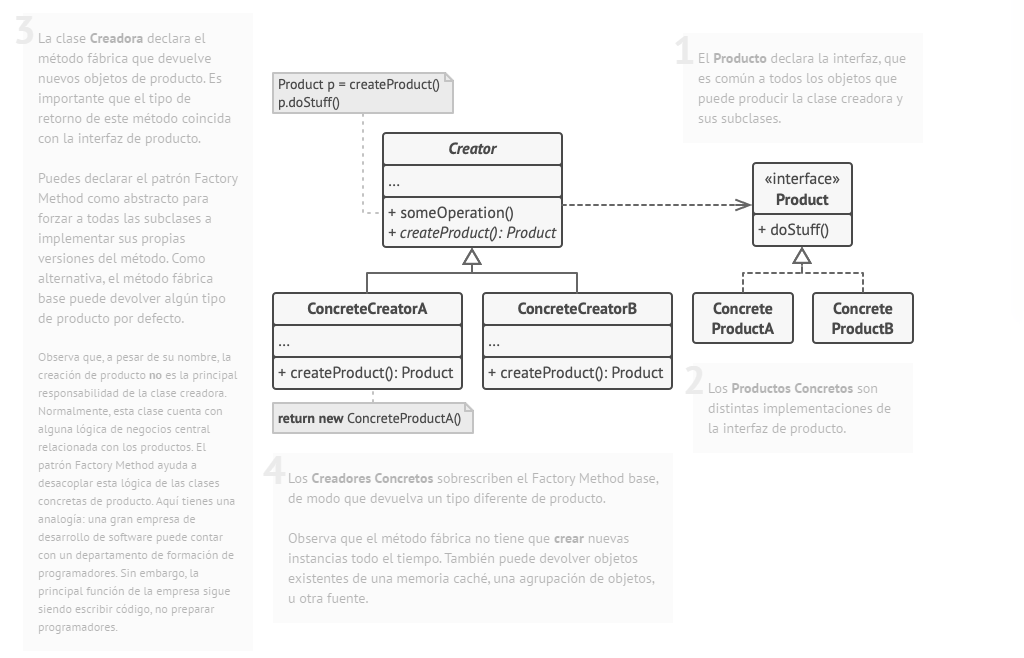 3
La clase Creadora declara el
método fábrica que devuelve
nuevos objetos de producto. Es
importante que el tipo de
retorno de este método coincida
con la interfaz de producto.
Puedes declarar el patrón Factory
Method como abstracto para
forzar a todas las subclases a
implementar sus propias
versiones del método. Como
alternativa, el método fábrica
base puede devolver algún tipo
de producto por defecto.
Observa que, a pesar de su nombre, la
creación de producto no es la principal
responsabilidad de la clase creadora.
Normalmente, esta clase cuenta con
alguna lógica de negocios central
relacionada con los productos. El
patrón Factory Method ayuda a
desacoplar esta lógica de las clases
concretas de producto. Aquí tienes una
analogía: una gran empresa de
desarrollo de software puede contar
con un departamento de formación de
programadores. Sin embargo, la
principal función de la empresa sigue
siendo escribir código, no preparar
programadores.
Product p = createProduct()
p.doStuff()
Creator
...
+ someOperation()
+ createProduct(): Product
1
El Producto declara la interfaz, que
es común a todos los objetos que
puede producir la clase creadora y
sus subclases.
«interface»
Product
+ doStuff()
ConcreteCreatorA
...
+ createProduct(): Product
ConcreteCreatorB
...
+ createProduct(): Product
Concrete
ProductA
Concrete
ProductB
return new ConcreteProductA()
2
Los Productos Concretos son
distintas implementaciones de
la interfaz de producto.
4
Los Creadores Concretos sobrescriben el Factory Method base,
de modo que devuelva un tipo diferente de producto.
Observa que el método fábrica no tiene que crear nuevas
instancias todo el tiempo. También puede devolver objetos
existentes de una memoria caché, una agrupación de objetos,
u otra fuente.